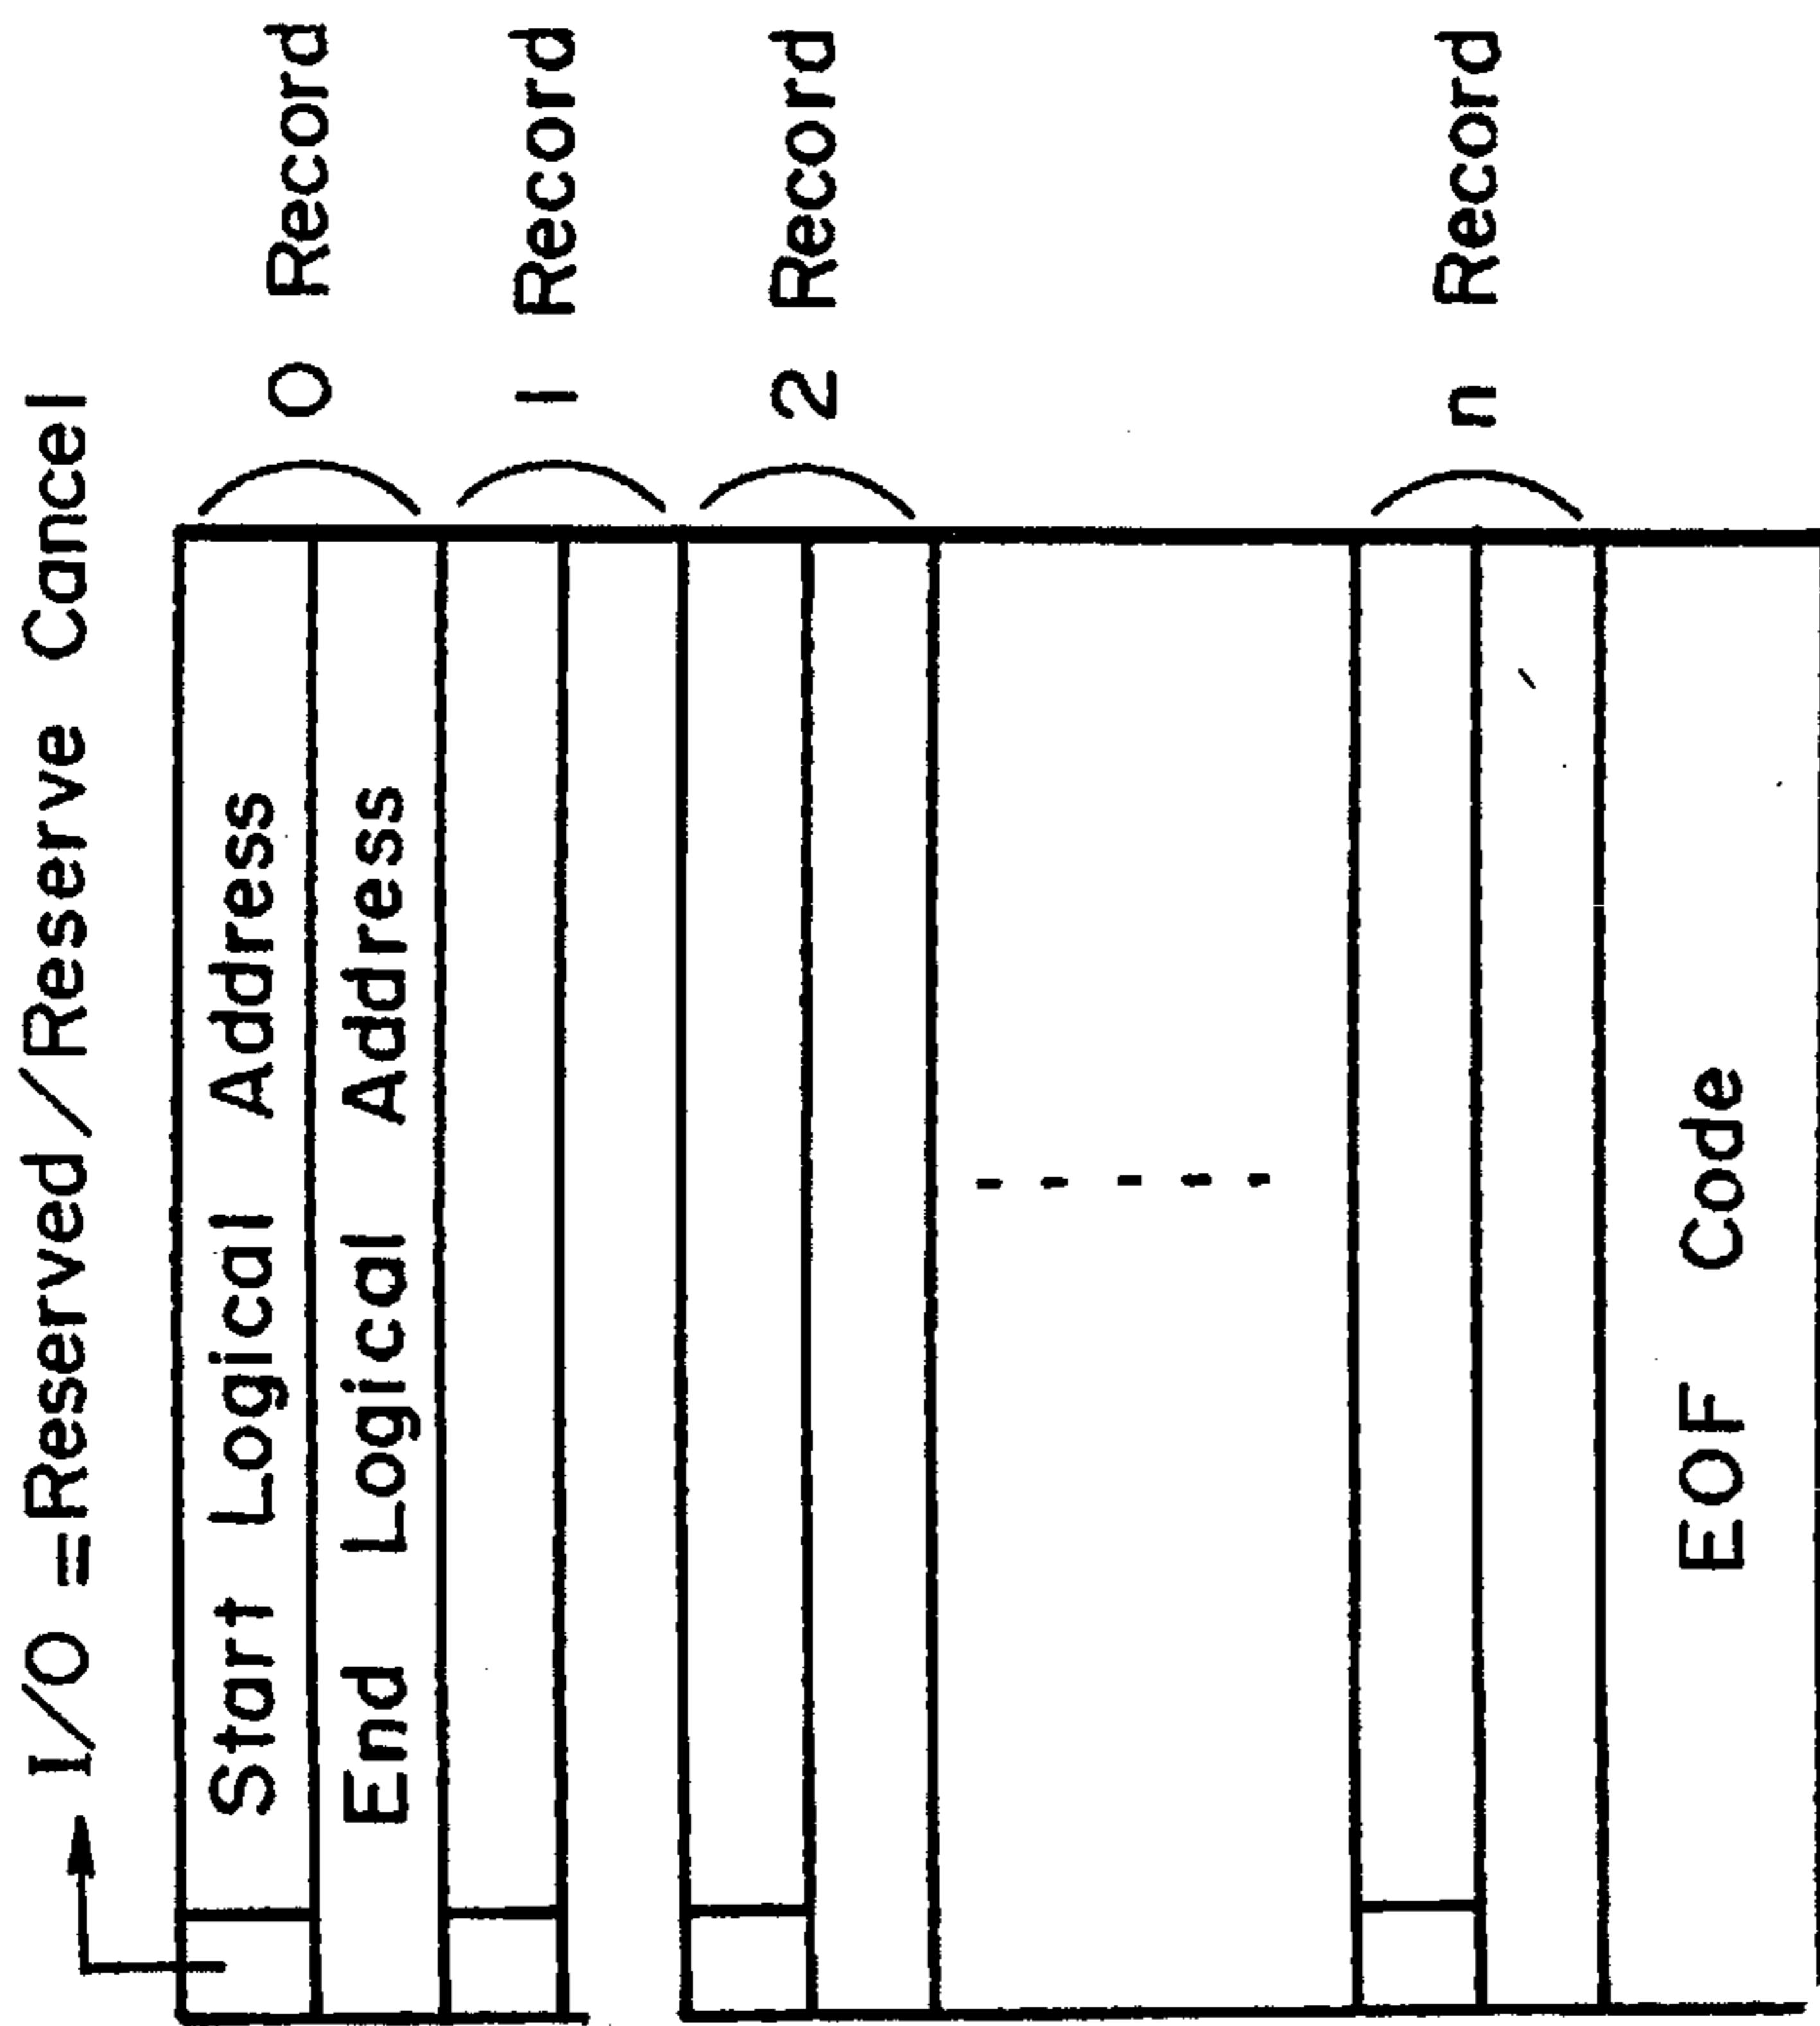 I/O =Reserved/Reserve Cancel
Start Logical Address
End Logical Address
0 Record
1 Record
2 Record
n Record
EOF Code